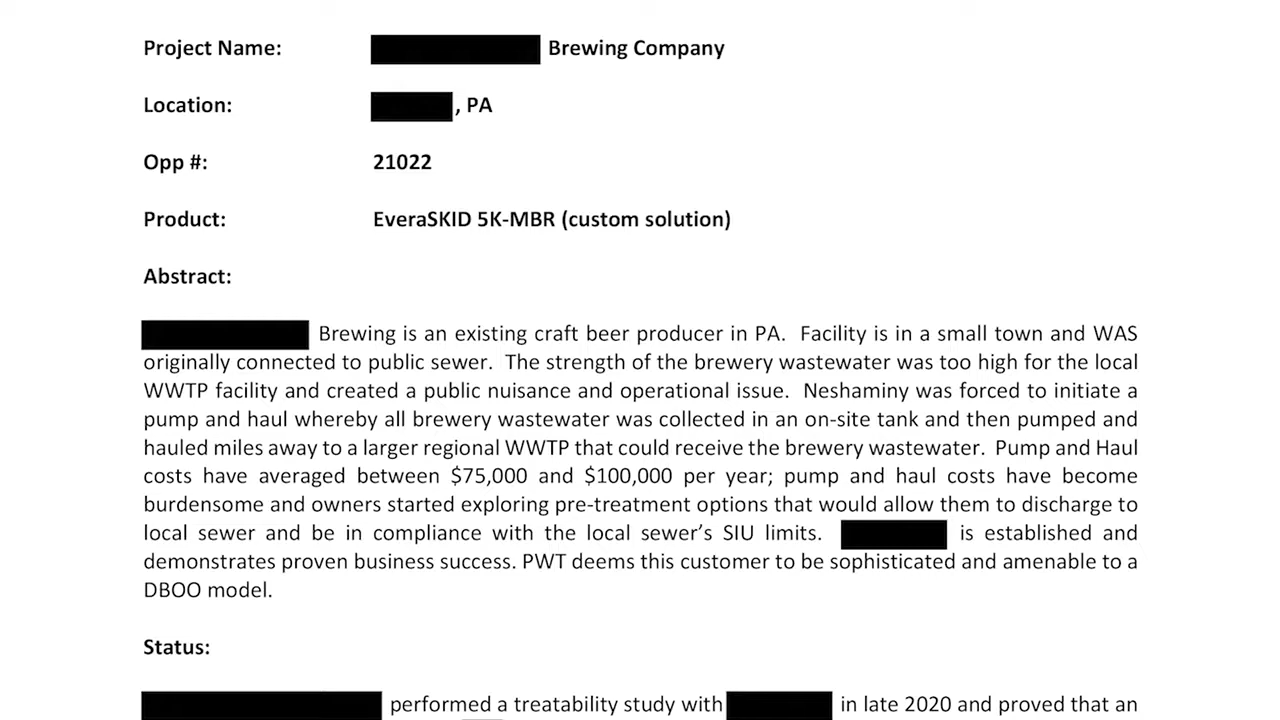 Project Name: Brewing Company
Location: , PA
Opp #: 21022
Product: EveraSKID 5K-MBR (custom solution)
Abstract:
Brewing is an existing craft beer producer in PA. Facility is in a small town and WAS
originally connected to public sewer. The strength of the brewery wastewater was too high for the local
WWTP facility and created a public nuisance and operational issue. Neshaminy was forced to initiate a
pump and haul whereby all brewery wastewater was collected in an on-site tank and then pumped and
hauled miles away to a larger regional WWTP that could receive the brewery wastewater. Pump and Haul
costs have averaged between $75,000 and $100,000 per year; pump and haul costs have become
burdensome and owners started exploring pre-treatment options that would allow them to discharge to
local sewer and be in compliance with the local sewer’s SIU limits. is established and
demonstrates proven business success. PWT deems this customer to be sophisticated and amenable to a
DBOO model.
Status:
performed a treatability study with in late 2020 and proved that an